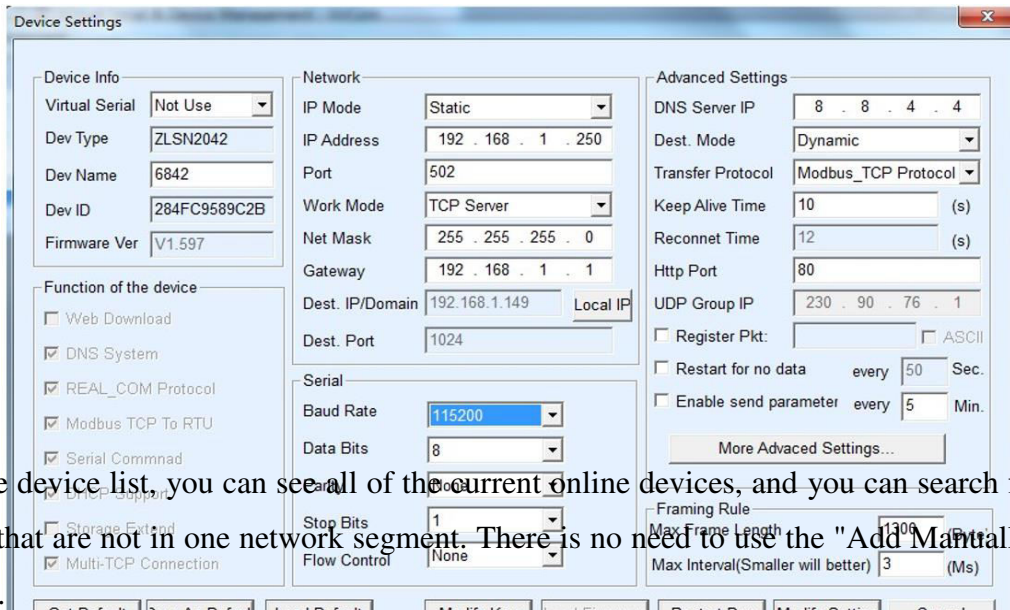 Device Settings
Device Info
Virtual Serial Not Use
Dev Type ZLSN2042
Dev Name 6842
Dev ID 284FC9589C2B
Firmware Ver V1.597
Function of the device
Web Download
DNS System
REAL_COM Protocol
Modbus TCP To RTU
Serial Commnad
DHCP Support
Storage Extend
Multi-TCP Connection
Network
IP Mode Static
IP Address 192 . 168 . 1 . 250
Port 502
Work Mode TCP Server
Net Mask 255 . 255 . 255 . 0
Gateway 192 . 168 . 1 . 1
Dest. IP/Domain 192.168.1.149 Local IP
Dest. Port 1024
Serial
Baud Rate 115200
Data Bits 8
Parity None
Stop Bits 1
Flow Control None
Advanced Settings
DNS Server IP 8 . 8 . 4 . 4
Dest. Mode Dynamic
Transfer Protocol Modbus_TCP Protocol
Keep Alive Time 10 (s)
Reconnet Time 12 (s)
Http Port 80
UDP Group IP 230 . 90 . 76 . 1
Register Pkt: ASCII
Restart for no data every 50 Sec.
Enable send parameter every 5 Min.
More Advaced Settings...
Framing Rule
Max Frame Length 1300 (Byte
Max Interval(Smaller will better) 3 (Ms)
device list, you can see all of the current online devices, and you can search
that are not in one network segment. There is no need to use the "Add Manuall